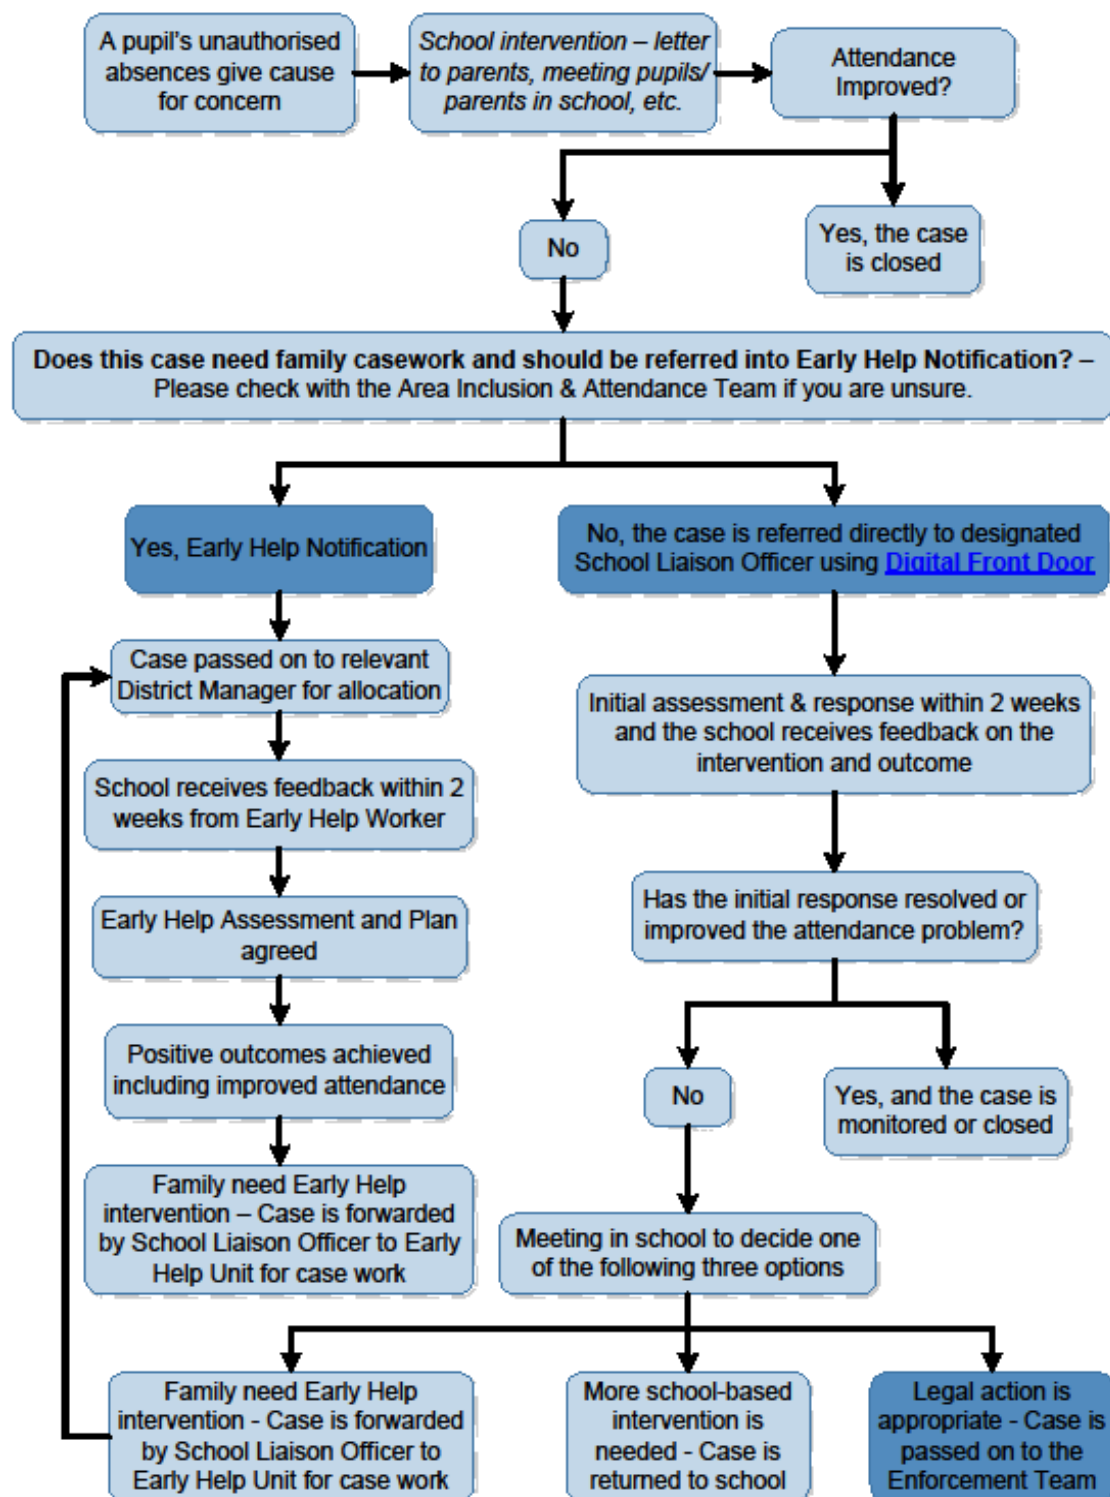 A pupil's unauthorised
absences give cause
for concern
School intervention – letter
to parents, meeting pupils/
parents in school, etc.
Attendance
Improved?
No
Yes, the case
is closed
Does this case need family casework and should be referred into Early Help Notification? –
Please check with the Area Inclusion & Attendance Team if you are unsure.
Yes, Early Help Notification
No, the case is referred directly to designated
School Liaison Officer using Digital Front Door
Case passed on to relevant
District Manager for allocation
Initial assessment & response within 2 weeks
and the school receives feedback on the
intervention and outcome
School receives feedback within 2
weeks from Early Help Worker
Has the initial response resolved or
improved the attendance problem?
Early Help Assessment and Plan
agreed
Positive outcomes achieved
including improved attendance
No
Yes, and the case is
monitored or closed
Family need Early Help
intervention – Case is forwarded
by School Liaison Officer to Early
Help Unit for case work
Meeting in school to decide one
of the following three options
Family need Early Help
intervention - Case is forwarded
by School Liaison Officer to
Early Help Unit for case work
More school-based
intervention is
needed - Case is
returned to school
Legal action is
appropriate - Case is
passed on to the
Enforcement Team